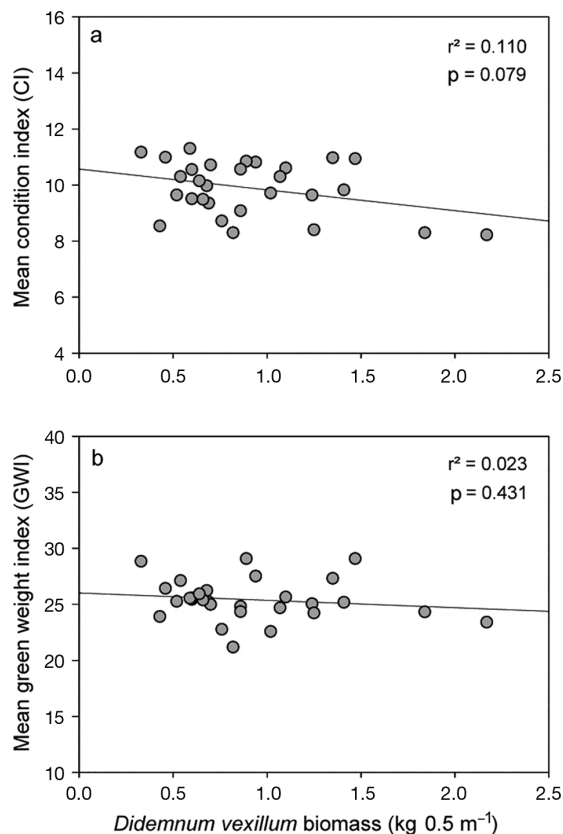 a
r² = 0.110
p = 0.079
Mean condition index (CI)
16
14
12
10
8
6
4
0.0 0.5 1.0 1.5 2.0 2.5
b
r² = 0.023
p = 0.431
Mean green weight index (GWI)
40
35
30
25
20
15
10
0.0 0.5 1.0 1.5 2.0 2.5
Didemnum vexillum biomass (kg 0.5 m⁻¹)